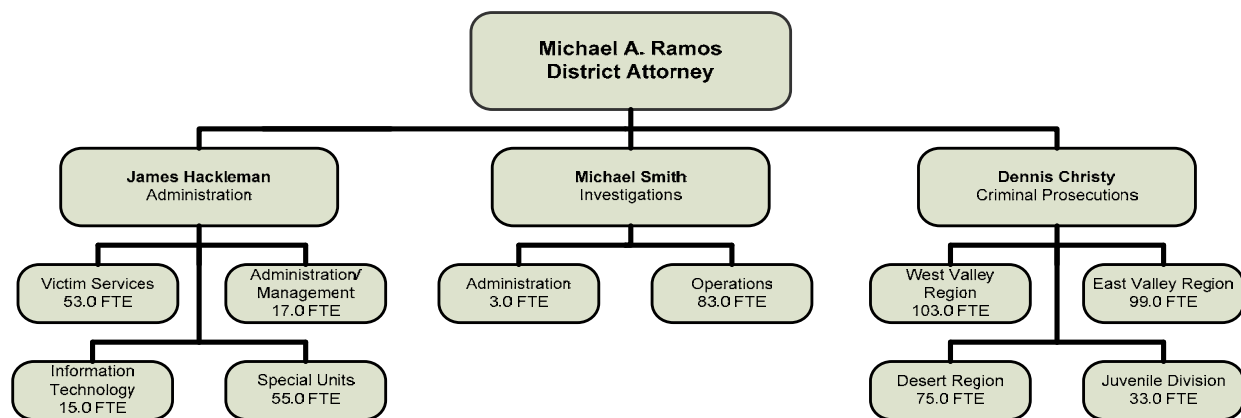 Michael A. Ramos
District Attorney
James Hackleman
Administration
Michael Smith
Investigations
Dennis Christy
Criminal Prosecutions
Victim Services
53.0 FTE
Administration/
Management
17.0 FTE
Administration
3.0 FTE
Operations
83.0 FTE
West Valley
Region
103.0 FTE
East Valley Region
99.0 FTE
Information
Technology
15.0 FTE
Special Units
55.0 FTE
Desert Region
75.0 FTE
Juvenile Division
33.0 FTE